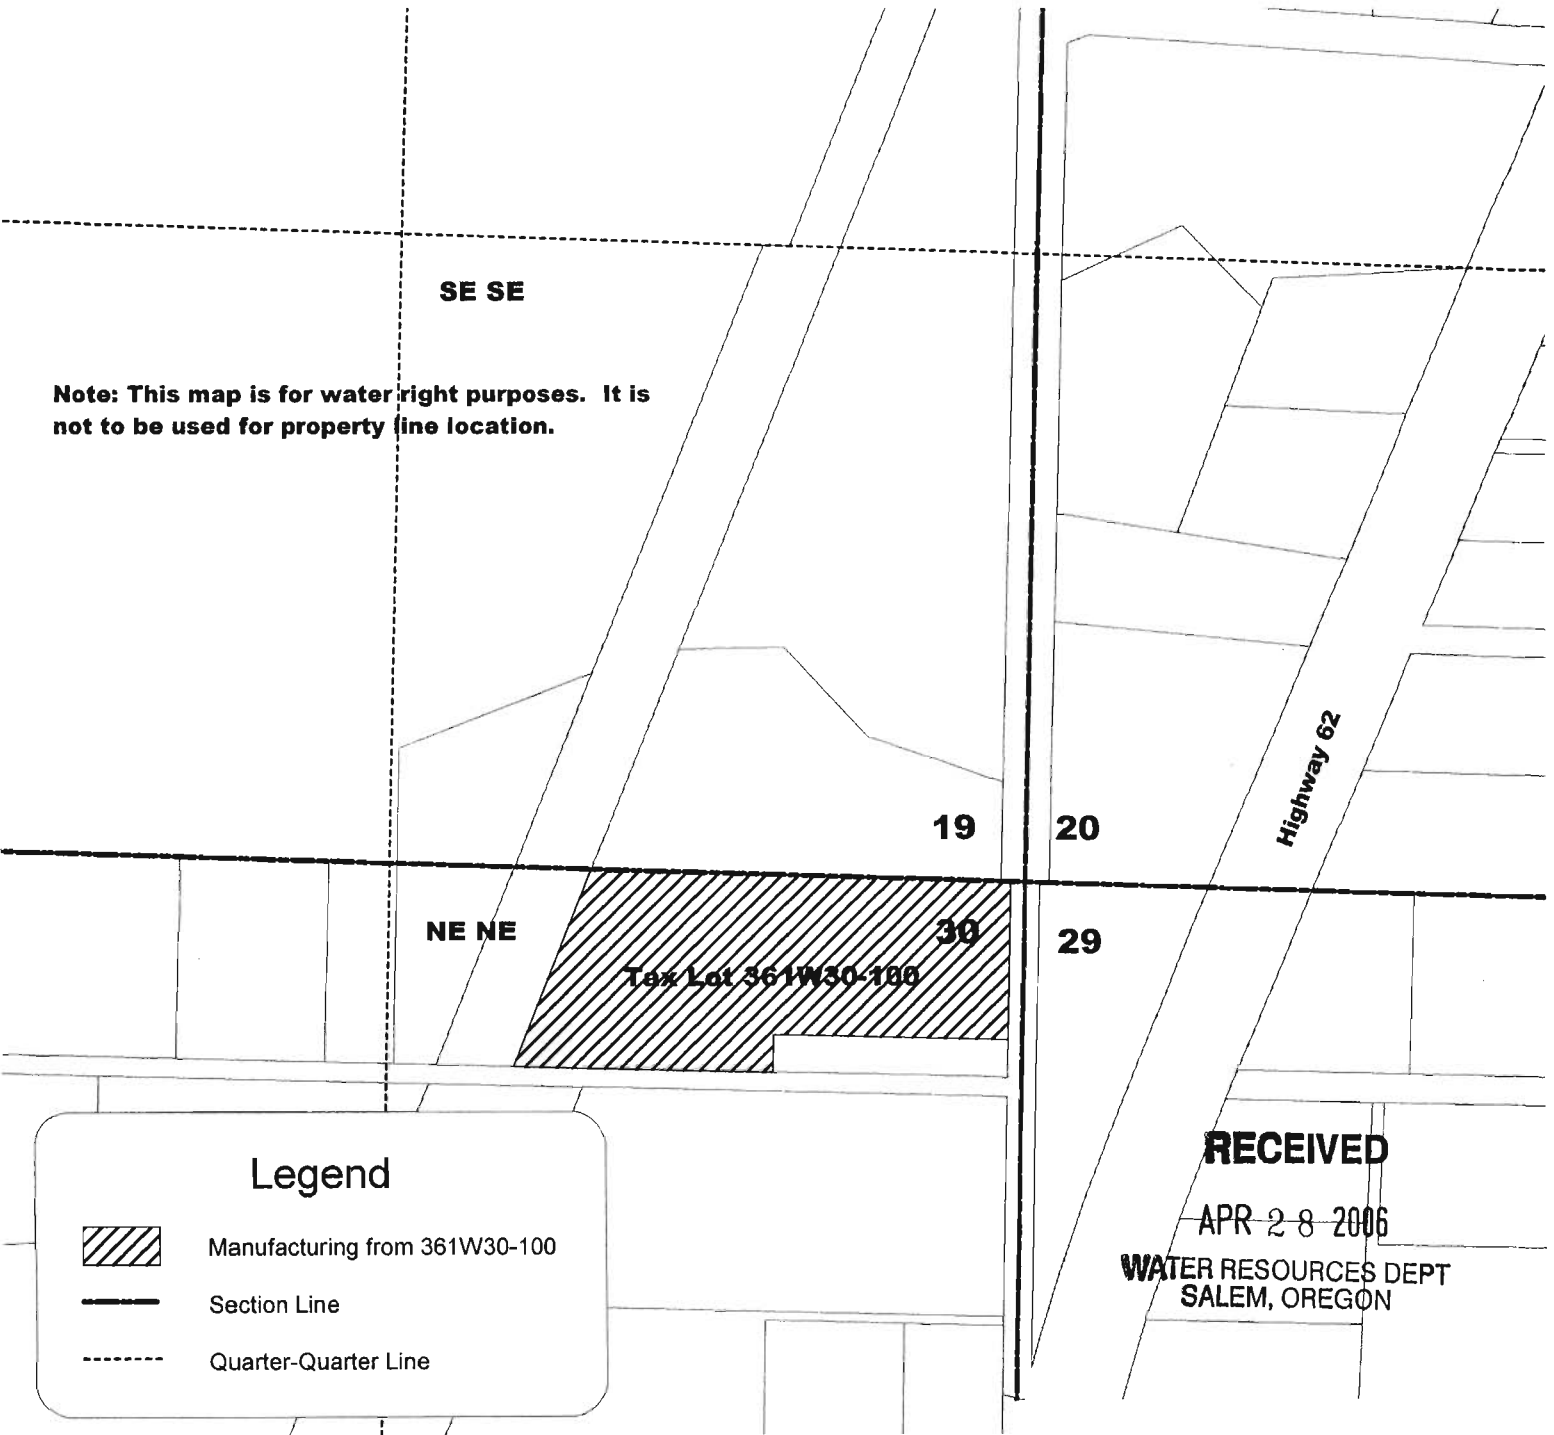 SE SE
Note: This map is for water right purposes. It is
not to be used for property line location.
Highway 62
19
20
NE NE
30
29
Tax Lot 361W30-100
Legend
Manufacturing from 361W30-100
Section Line
Quarter-Quarter Line
RECEIVED
APR 28 2006
WATER RESOURCES DEPT
SALEM, OREGON